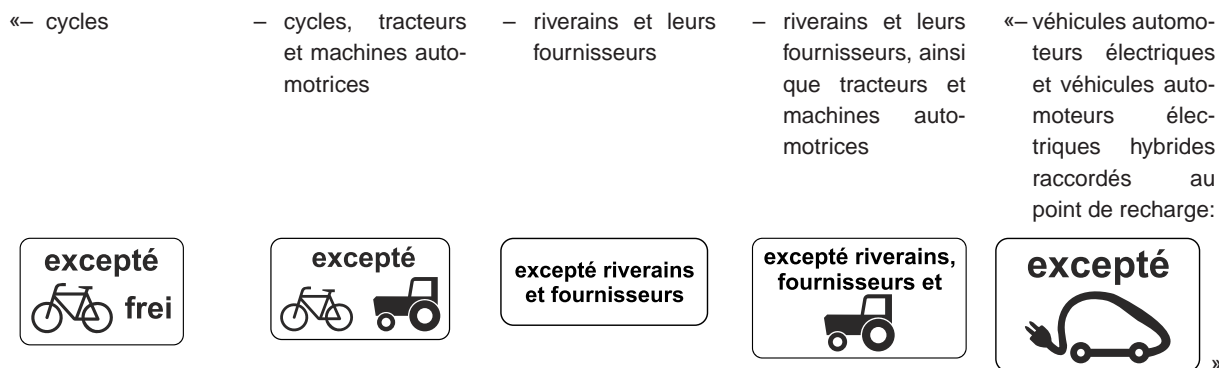 «– cycles
– cycles, tracteurs
et machines auto-
motrices
– riverains et leurs
fournisseurs
– riverains et leurs
fournisseurs, ainsi
que tracteurs et
machines auto-
motrices
«– véhicules automo-
teurs électriques
et véhicules auto-
moteurs élec-
triques hybrides
raccordés au
point de recharge:
excepté
frei
excepté
excepté riverains
et fournisseurs
excepté riverains,
fournisseurs et
excepté
»